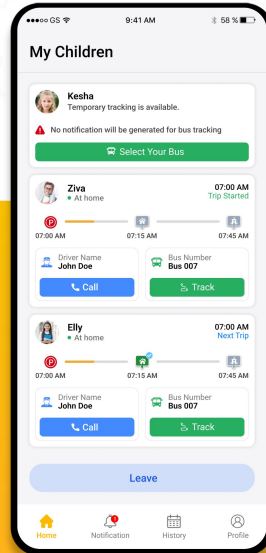 GS 9:41 AM 58 %
My Children
Kesha
Temporary tracking is available.
No notification will be generated for bus tracking
Select Your Bus
Ziva
At home
07:00 AM
Trip Started
P
07:00 AM 07:15 AM 07:45 AM
Driver Name
John Doe
Bus Number
Bus 007
Call
Track
Elly
At home
07:00 AM
Next Trip
P
07:00 AM 07:15 AM 07:45 AM
Driver Name
John Doe
Bus Number
Bus 007
Call
Track
Leave
Home Notification History Profile